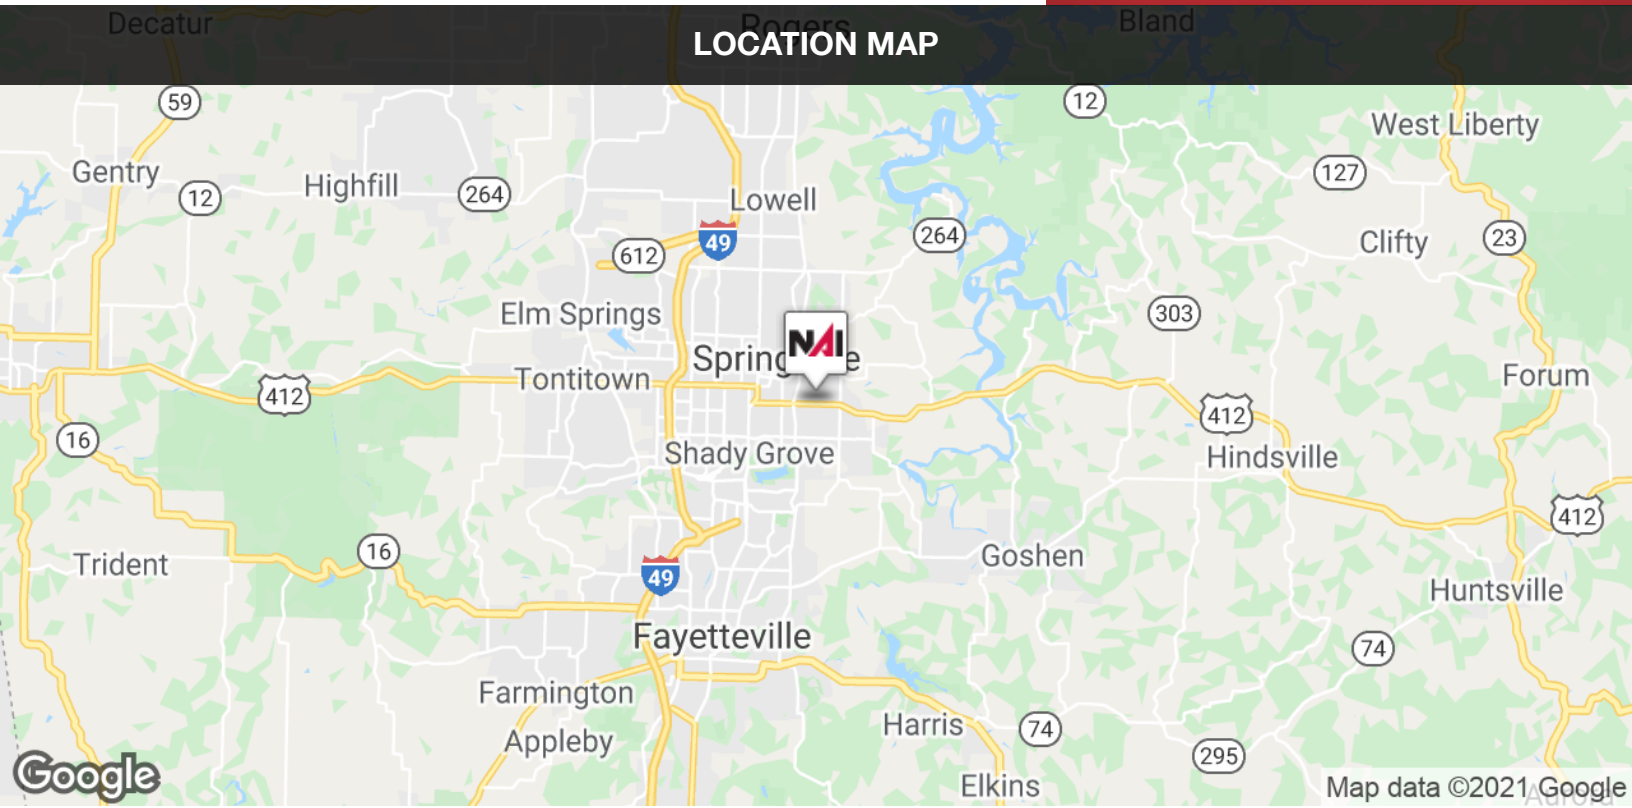 Decatur
Rogers
Bland
LOCATION MAP
59
12
West Liberty
Gentry
127
12
Highfill
264
Lowell
49
264
Clifty
23
612
Elm Springs
303
NAI
Tontitown
Forum
412
412
16
Shady Grove
Hindsville
412
Trident
16
Goshen
49
Huntsville
Fayetteville
74
Farmington
Harris
74
Appleby
295
Google
Elkins
Map data ©2021 Google